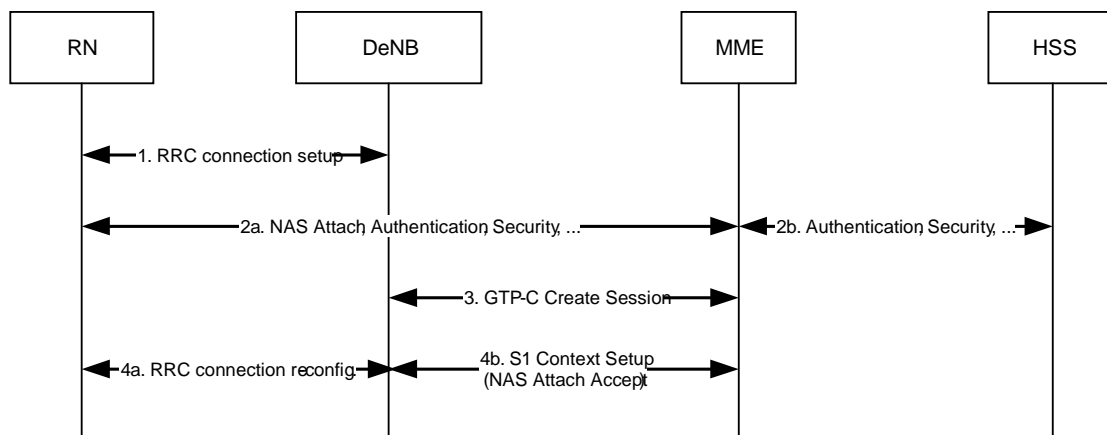 RN
DeNB
MME
HSS
1. RRC connection setup
2a. NAS Attach, Authentication, Security, ...
2b. Authentication, Security, ...
3. GTP-C Create Session
4a. RRC connection reconfig.
4b. S1 Context Setup
(NAS Attach Accept)